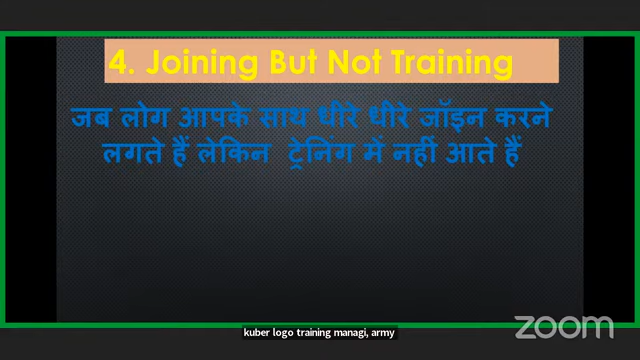 4. Joining But Not Training
जब लोग आपके साथ धीरे धीरे जॉइन करने
लगते हैं लेकिन ट्रेनिंग में नहीं आते हैं
zoom
kuber logo training managi, army